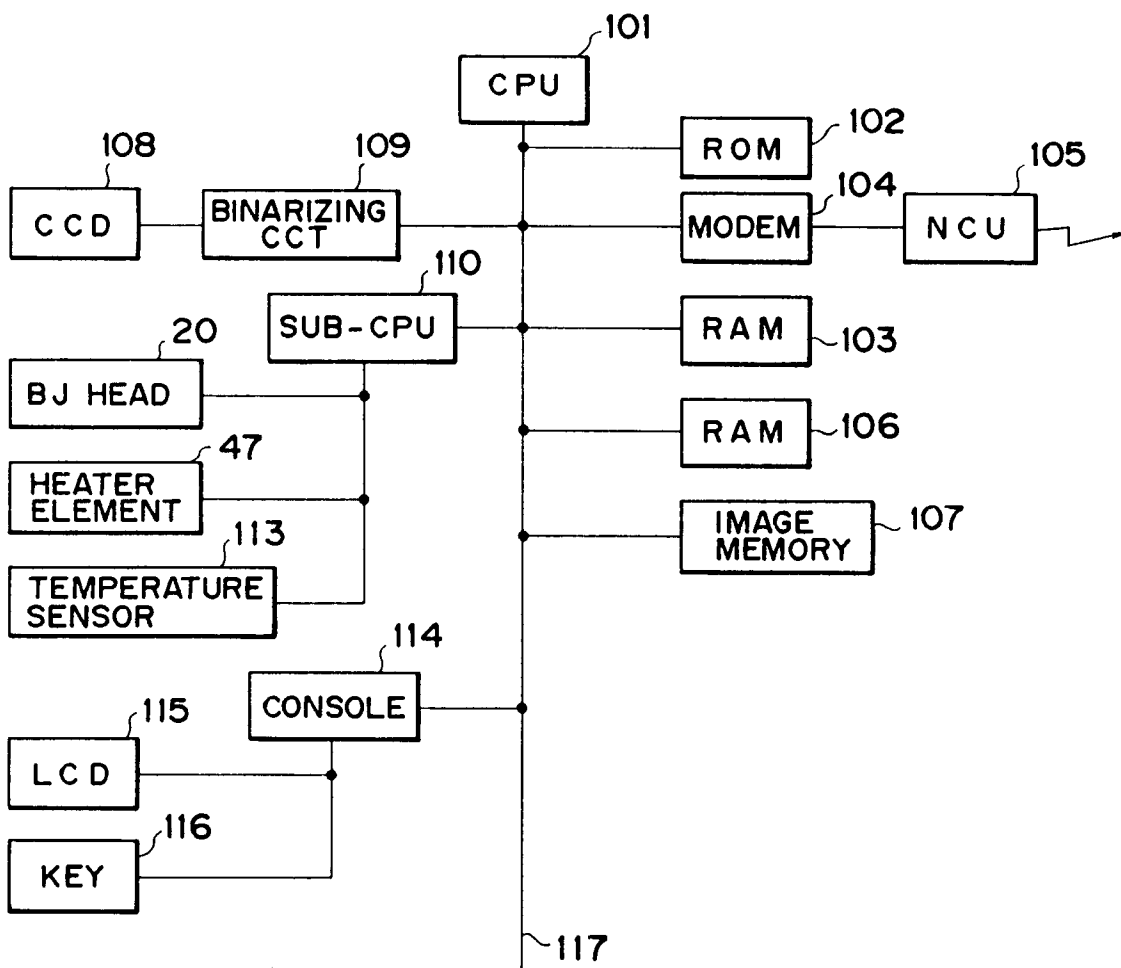 101
CPU
102
ROM
108
109
104
105
CCD
BINARIZING
CCT
MODEM
NCU
110
SUB-CPU
RAM
103
20
BJ HEAD
RAM
106
47
HEATER
ELEMENT
IMAGE
MEMORY
107
113
TEMPERATURE
SENSOR
114
CONSOLE
115
LCD
116
KEY
117